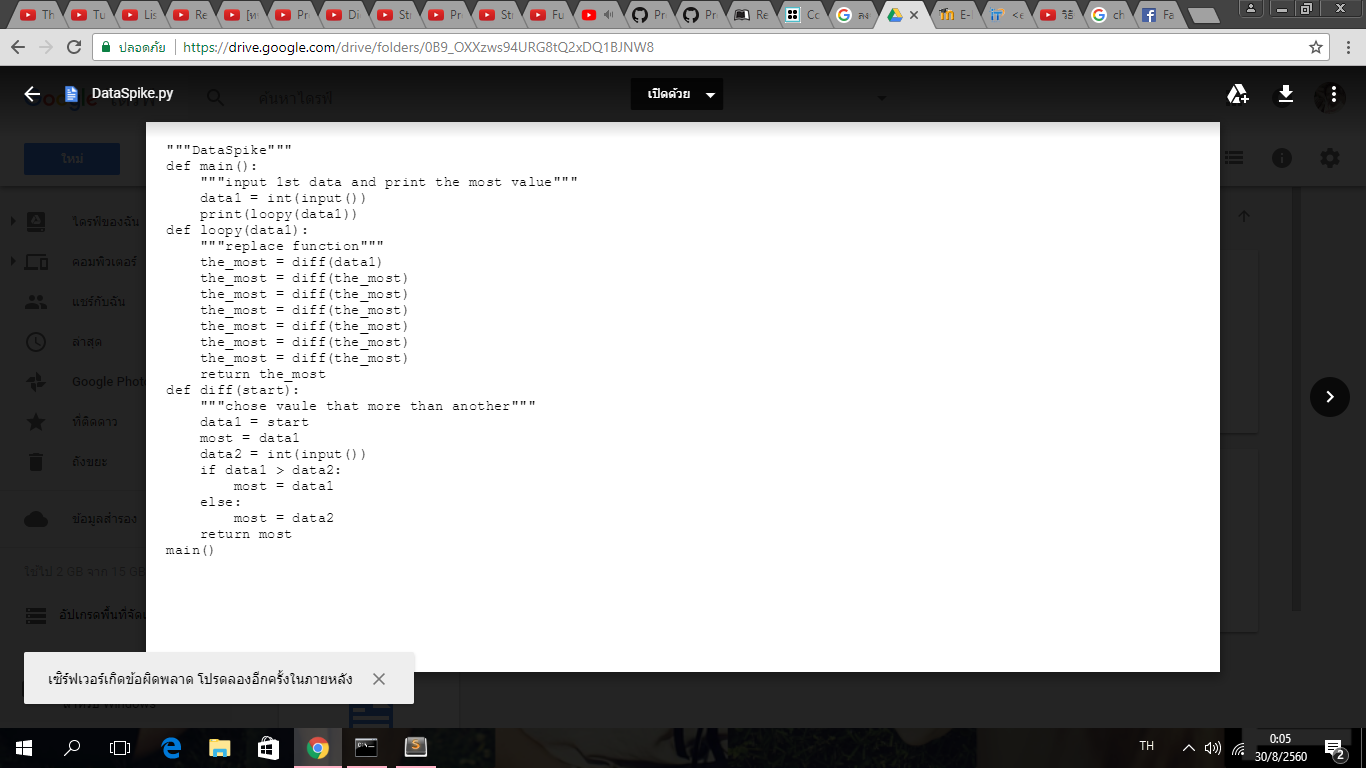 Th
Tu
Lis
Re
[ท
Pr
Di
St
Pr
St
Fu
Pr
Pr
Re
Co
ลง
E-
<e
วิธี
ch
Fa
ปลอดภัย
https://drive.google.com/drive/folders/0B9_OXXzws94URG8tQ2xDQ1BJNW8
DataSpike.py
ค้นหาไดรฟ์
เปิดด้วย
ใหม่
ไดรฟ์ของฉัน
คอมพิวเตอร์
แชร์กับฉัน
ล่าสุด
Google Phot
ที่ติดดาว
ถังขยะ
ข้อมูลสำรอง
ใช้ไป 2 GB จาก 15 GB
อัปเกรดพื้นที่จัดเ
"""DataSpike"""
def main():
    """input 1st data and print the most value"""
    data1 = int(input())
    print(loopy(data1))
def loopy(data1):
    """replace function"""
    the_most = diff(data1)
    the_most = diff(the_most)
    the_most = diff(the_most)
    the_most = diff(the_most)
    the_most = diff(the_most)
    the_most = diff(the_most)
    the_most = diff(the_most)
    return the_most
def diff(start):
    """chose vaule that more than another"""
    data1 = start
    most = data1
    data2 = int(input())
    if data1 > data2:
        most = data1
    else:
        most = data2
    return most
main()
เซิร์ฟเวอร์เกิดข้อผิดพลาด โปรดลองอีกครั้งในภายหลัง
สำหรับ Windows
TH
0:05
30/8/2560
2